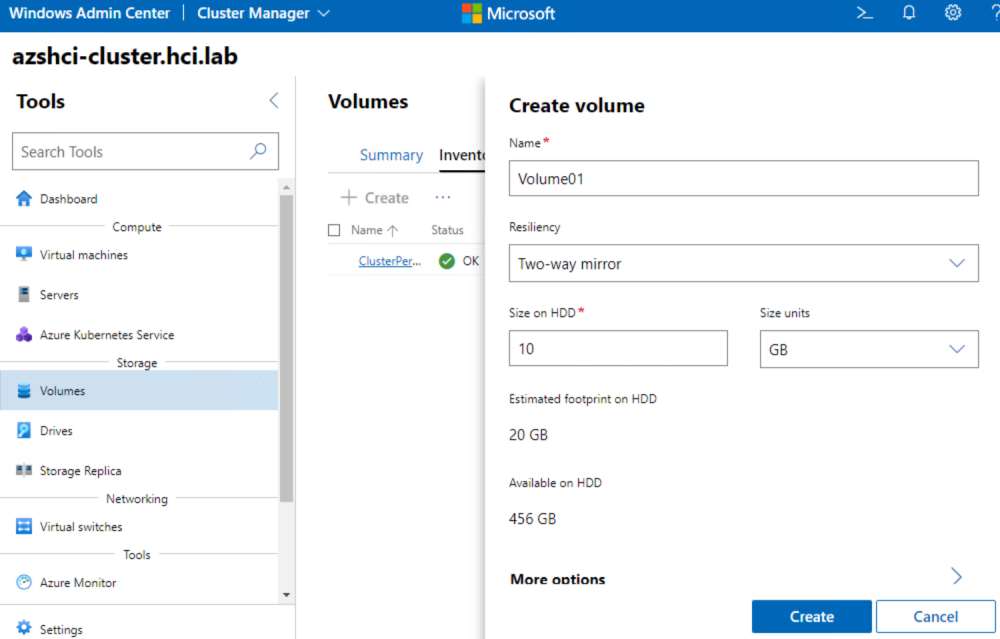 Windows Admin Center | Cluster Manager
Microsoft
azshci-cluster.hci.lab
Tools
Search Tools
Dashboard
Compute
Virtual machines
Servers
Azure Kubernetes Service
Storage
Volumes
Drives
Storage Replica
Networking
Virtual switches
Tools
Azure Monitor
Settings
Volumes
Summary Invento
Create ...
Name Status
ClusterPer... OK
Create volume
Name*
Volume01
Resiliency
Two-way mirror
Size on HDD* Size units
10 GB
Estimated footprint on HDD
20 GB
Available on HDD
456 GB
More options
Create Cancel